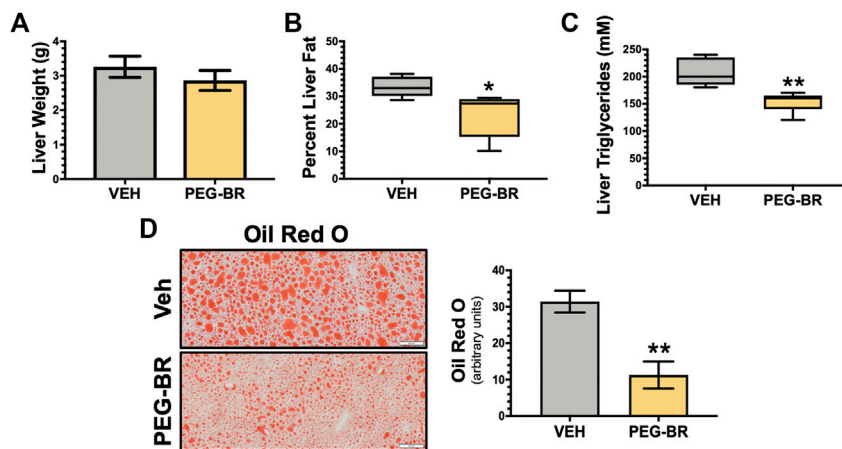 A
Liver Weight (g)
4
3
2
1
0
VEH PEG-BR
B
Percent Liver Fat
50
40
30
20
10
0
*
VEH PEG-BR
C
Liver Triglycerides (mM)
250
200
150
100
50
0
**
VEH PEG-BR
D
Oil Red O
Veh
PEG-BR
Oil Red O
(arbitrary units)
40
30
20
10
0
**
VEH PEG-BR